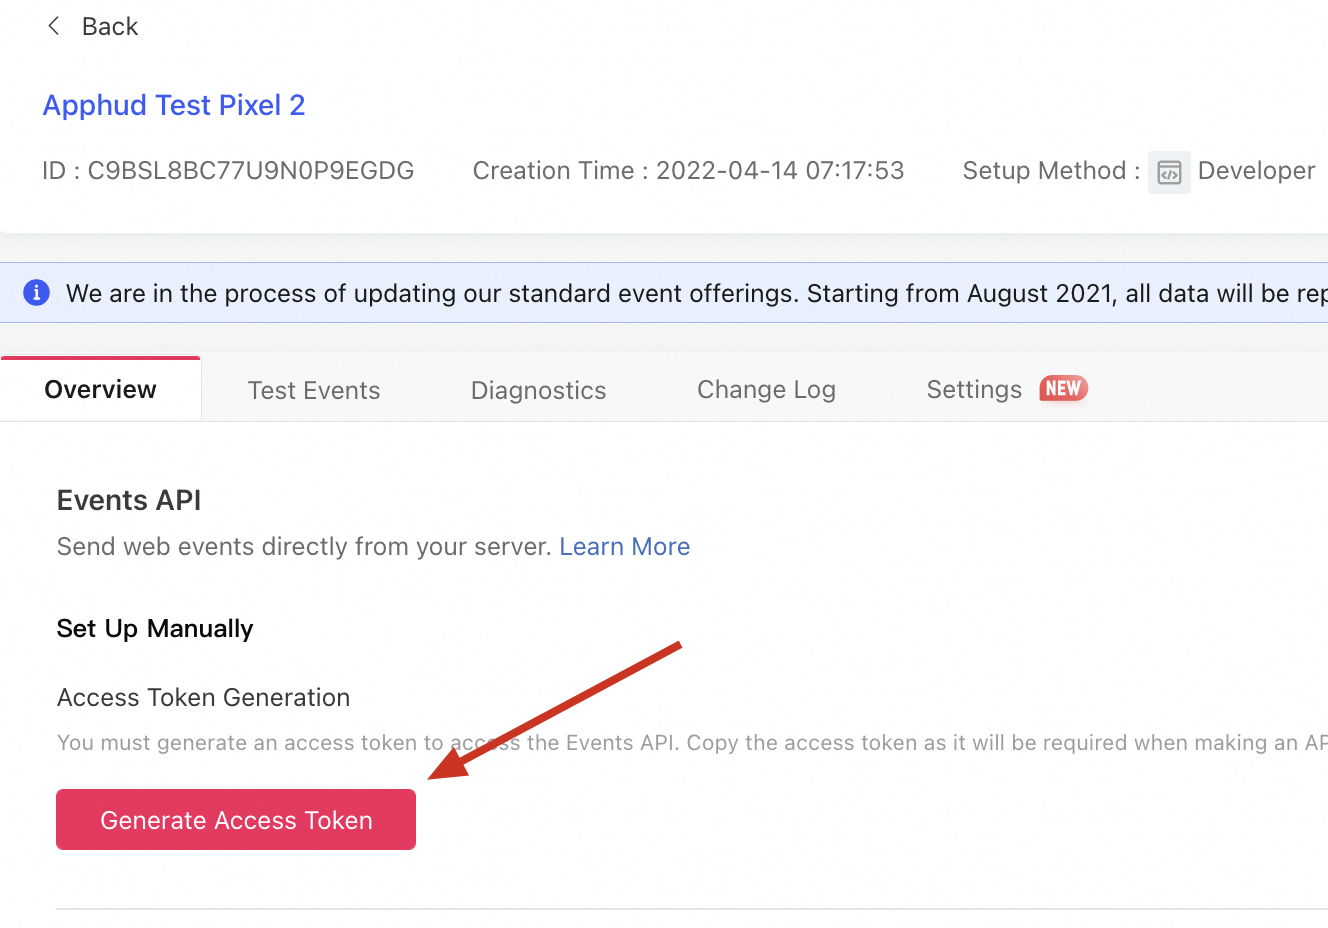 Back
Apphud Test Pixel 2
ID : C9BSL8BC77U9N0P9EGDG Creation Time : 2022-04-14 07:17:53 Setup Method : Developer
We are in the process of updating our standard event offerings. Starting from August 2021, all data will be rep
Overview Test Events Diagnostics Change Log Settings NEW
Events API
Send web events directly from your server. Learn More
Set Up Manually
Access Token Generation
You must generate an access token to access the Events API. Copy the access token as it will be required when making an AP
Generate Access Token